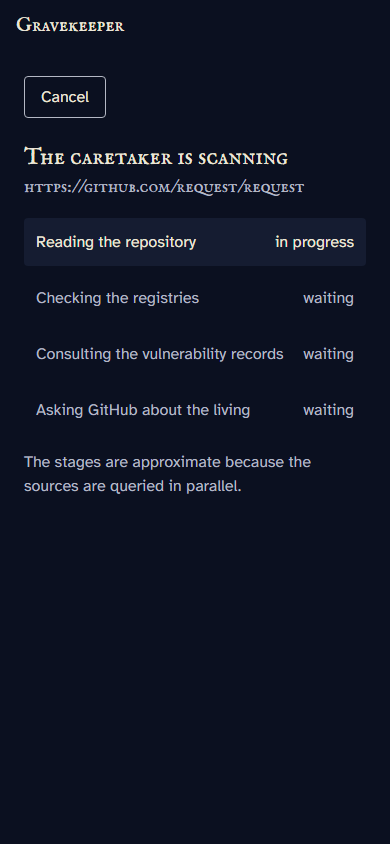 Gravekeeper
Cancel
The caretaker is scanning
https://github.com/request/request
Reading the repository in progress
Checking the registries waiting
Consulting the vulnerability records waiting
Asking GitHub about the living waiting
The stages are approximate because the
sources are queried in parallel.